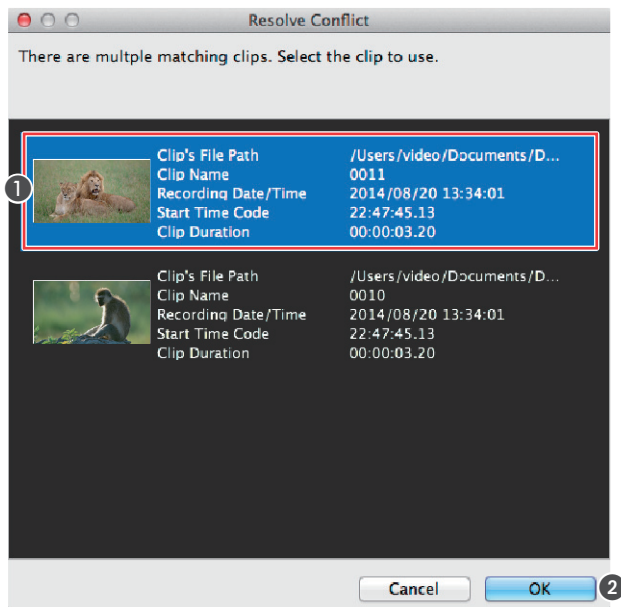 Resolve Conflict
There are multple matching clips. Select the clip to use.
1
Clip's File Path /Users/video/Documents/D...
Clip Name 0011
Recording Date/Time 2014/08/20 13:34:01
Start Time Code 22:47:45.13
Clip Duration 00:00:03.20
Clip's File Path /Users/video/Documents/D...
Clip Name 0010
Recording Date/Time 2014/08/20 13:34:01
Start Time Code 22:47:45.13
Clip Duration 00:00:03.20
Cancel OK 2